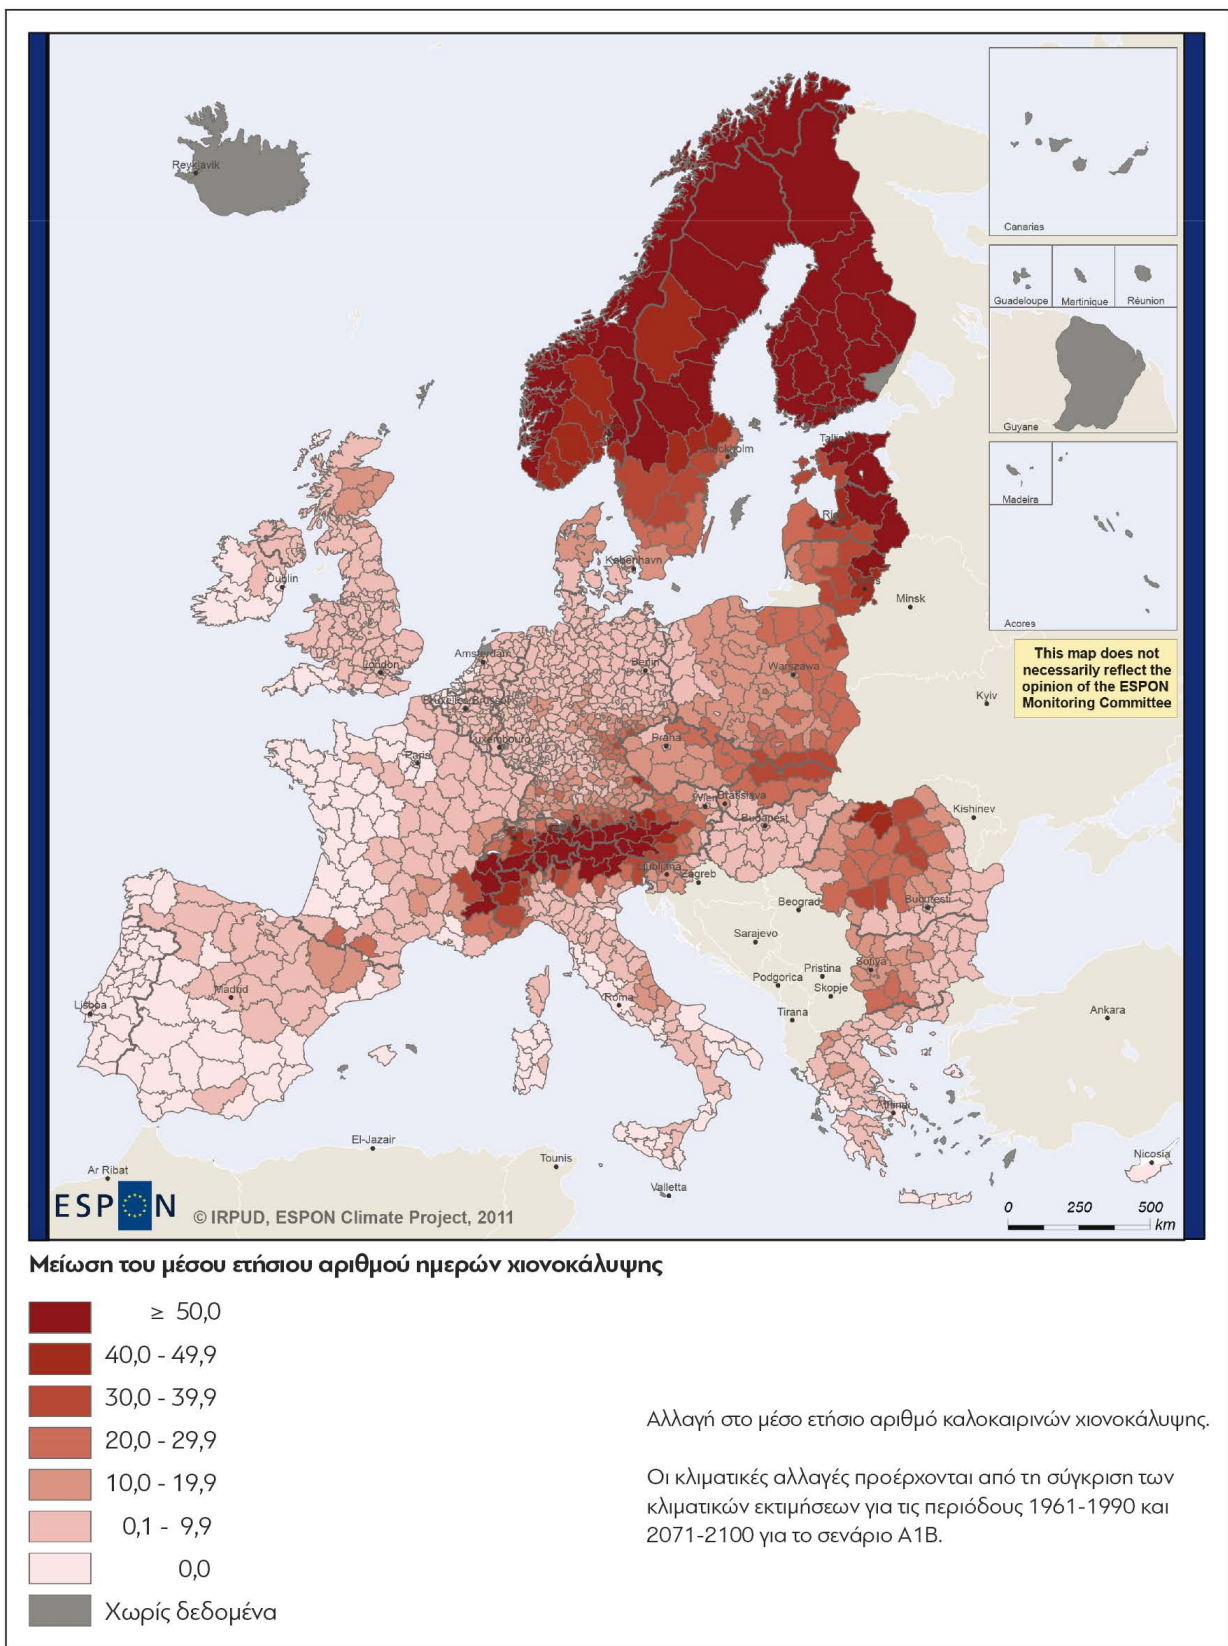 Reykjavik
Canarias
Guadeloupe
Martinique
Réunion
Guyane
Madeira
Acores
This map does not
necessarily reflect the
opinion of the ESPON
Monitoring Committee
Dublin
København
Minsk
Amsterdam
London
Berlin
Warszawa
Kyiv
Luxembourg
Paris
Praha
Wien
Bratislava
Budapest
Kishinev
Ljubljana
Zagreb
Beograd
Bucuresti
Sarajevo
Podgorica
Pristina
Sofiya
Skopje
Tirana
Ankara
Madrid
Lisboa
Roma
El-Jazair
Tounis
Ar Ribat
Valletta
Nicosia
ESPON
© IRPUD, ESPON Climate Project, 2011
0 250 500
km
Μείωση του μέσου ετήσιου αριθμού ημερών χιονοκάλυψης
≥ 50,0
40,0 - 49,9
30,0 - 39,9
20,0 - 29,9
10,0 - 19,9
0,1 - 9,9
0,0
Χωρίς δεδομένα
Αλλαγή στο μέσο ετήσιο αριθμό καλοκαιρινών χιονοκάλυψης.
Οι κλιματικές αλλαγές προέρχονται από τη σύγκριση των
κλιματικών εκτιμήσεων για τις περιόδους 1961-1990 και
2071-2100 για το σενάριο A1B.